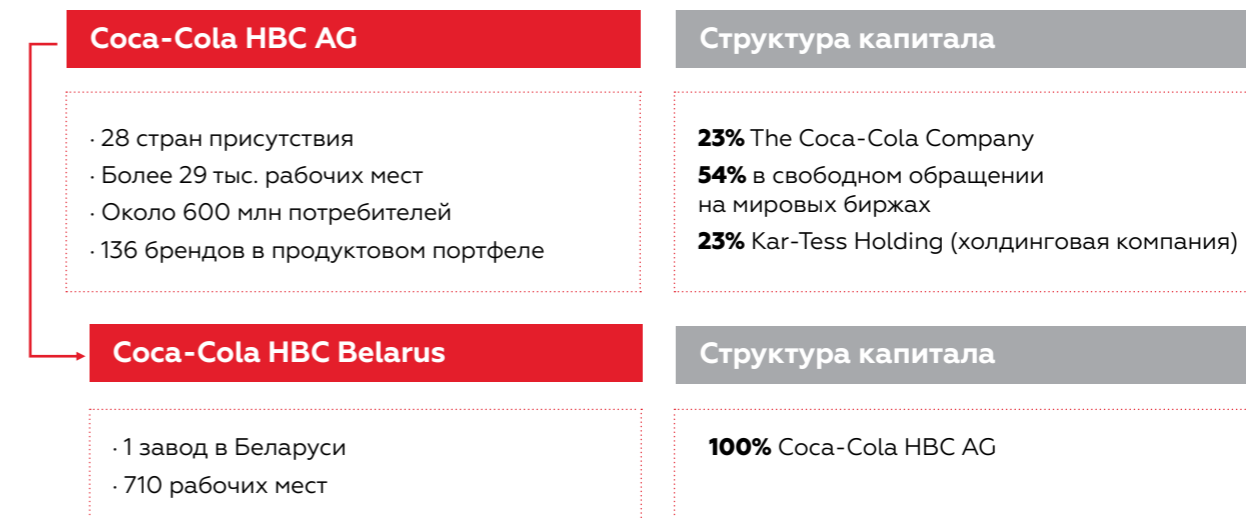 Coca-Cola HBC AG
· 28 стран присутствия
· Более 29 тыс. рабочих мест
· Около 600 млн потребителей
· 136 брендов в продуктовом портфеле
Структура капитала
23% The Coca-Cola Company
54% в свободном обращении
на мировых биржах
23% Kar-Tess Holding (холдинговая компания)
Coca-Cola HBC Belarus
· 1 завод в Беларуси
· 710 рабочих мест
Структура капитала
100% Coca-Cola HBC AG